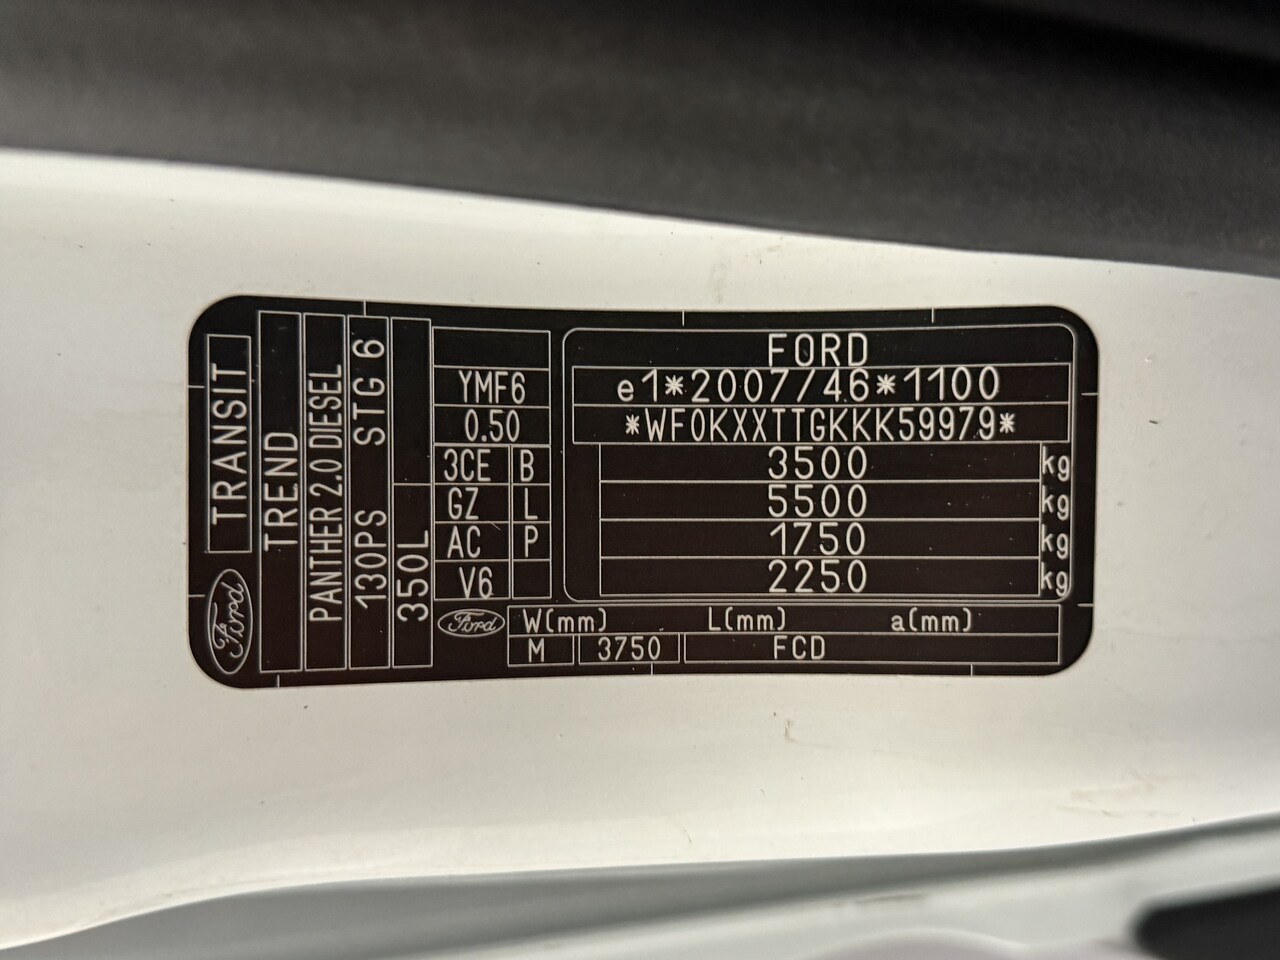 TRANSIT
Ford
TREND
PANTHER 2.0 DIESEL
130PS STG 6
350L
YMF6
0.50
3CE B
GZ L
AC P
V6
FORD
e1*2007/46*1100
*WF0KXXTTGKKK59979*
3500 kg
5500 kg
1750 kg
2250 kg
Ford W(mm) L(mm) a(mm)
M 3750 FCD